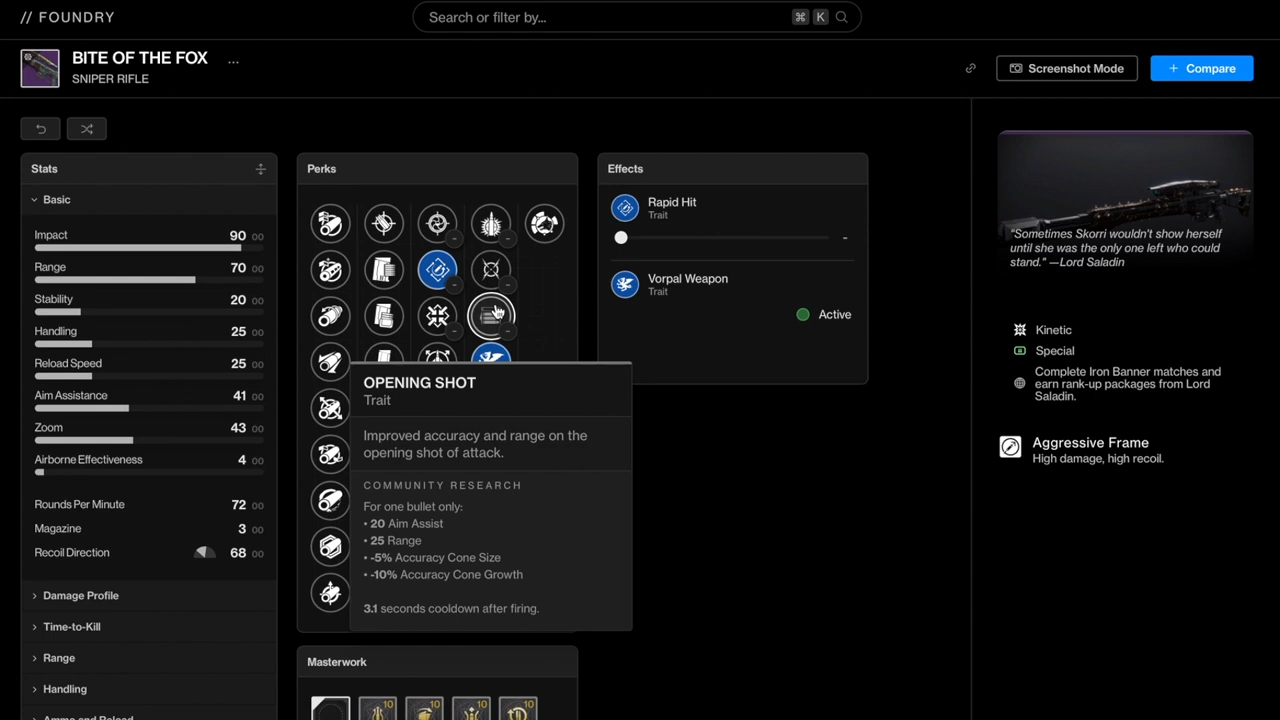 // FOUNDRY
Search or filter by...
⌘ K
BITE OF THE FOX
...
SNIPER RIFLE
Screenshot Mode
+ Compare
Stats
Perks
Effects
Basic
Impact 90 00
Range 70 00
Stability 20 00
Handling 25 00
Reload Speed 25 00
Aim Assistance 41 00
Zoom 43 00
Airborne Effectiveness 4 00
Rounds Per Minute 72 00
Magazine 3 00
Recoil Direction 68 00
Damage Profile
Time-to-Kill
Range
Handling
Ammo and Reload
OPENING SHOT
Trait
Improved accuracy and range on the
opening shot of attack.
COMMUNITY RESEARCH
For one bullet only:
• 20 Aim Assist
• 25 Range
• -5% Accuracy Cone Size
• -10% Accuracy Cone Growth
3.1 seconds cooldown after firing.
Masterwork
10 10 10 10
Rapid Hit
Trait
-
Vorpal Weapon
Trait
Active
"Sometimes Skorri wouldn't show herself
until she was the only one left who could
stand." —Lord Saladin
Kinetic
Special
Complete Iron Banner matches and
earn rank-up packages from Lord
Saladin.
Aggressive Frame
High damage, high recoil.